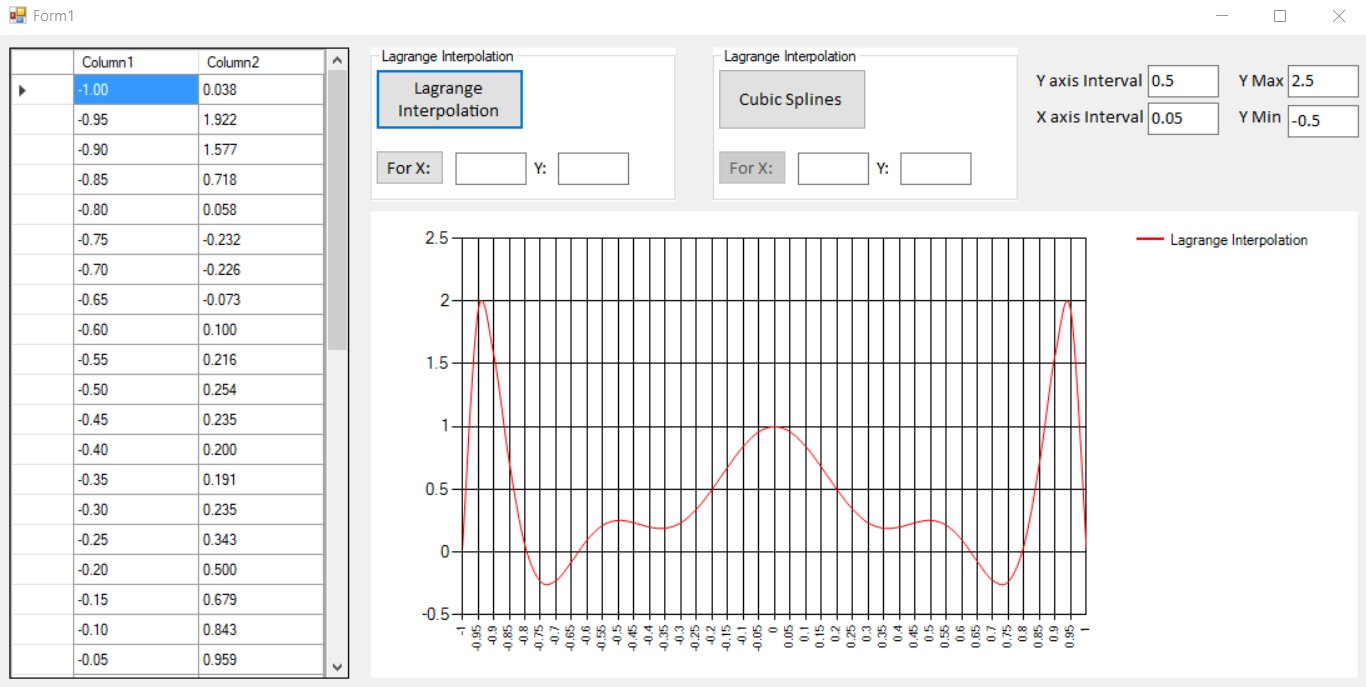 Form1
Column1 Column2
-1.00 0.038
-0.95 1.922
-0.90 1.577
-0.85 0.718
-0.80 0.058
-0.75 -0.232
-0.70 -0.226
-0.65 -0.073
-0.60 0.100
-0.55 0.216
-0.50 0.254
-0.45 0.235
-0.40 0.200
-0.35 0.191
-0.30 0.235
-0.25 0.343
-0.20 0.500
-0.15 0.679
-0.10 0.843
-0.05 0.959
Lagrange Interpolation
Lagrange
Interpolation
For X: Y:
Lagrange Interpolation
Cubic Splines
For X: Y:
Y axis Interval 0.5 Y Max 2.5
X axis Interval 0.05 Y Min -0.5
2.5
2
1.5
1
0.5
0
-0.5
-1 -0.95 -0.9 -0.85 -0.8 -0.75 -0.7 -0.65 -0.6 -0.55 -0.5 -0.45 -0.4 -0.35 -0.3 -0.25 -0.2 -0.15 -0.1 -0.05 0 0.05 0.1 0.15 0.2 0.25 0.3 0.35 0.4 0.45 0.5 0.55 0.6 0.65 0.7 0.75 0.8 0.85 0.9 0.95 1
Lagrange Interpolation